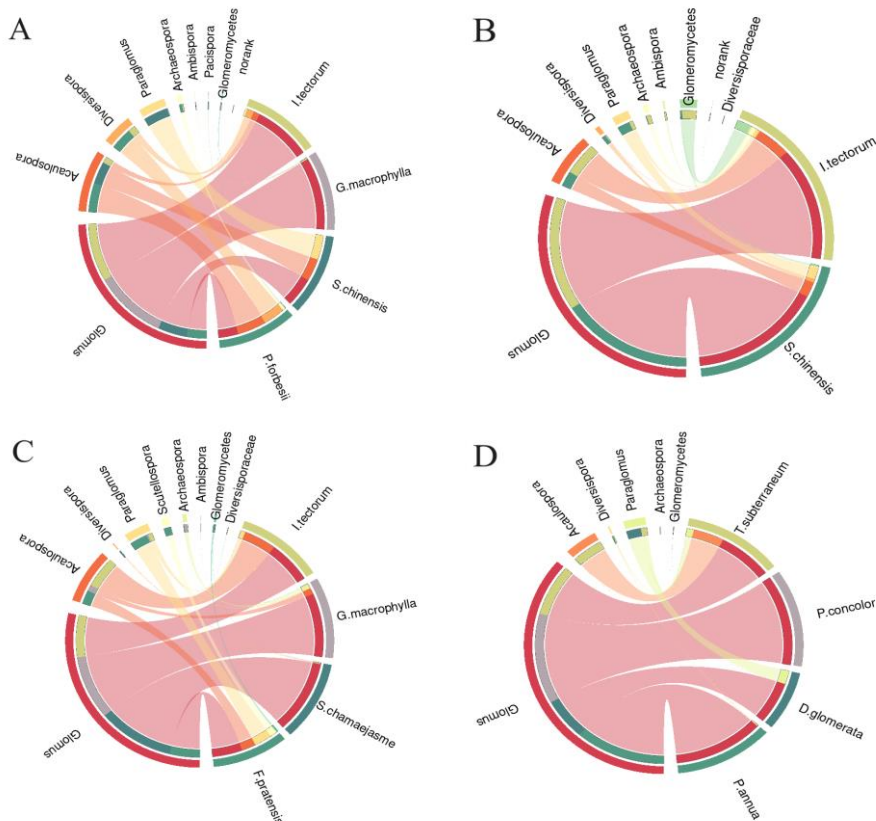 A
Acaulospora
Diversispora
Paraglomus
Archaeospora
Ambispora
Pacispora
Glomeromycetes
norank
I.tectorum
G.macrophylla
S.chinensis
P.forbesii
Glomus
B
Acaulospora
Diversispora
Paraglomus
Archaeospora
Ambispora
Glomeromycetes
norank
Diversisporaceae
I.tectorum
S.chinensis
Glomus
C
Acaulospora
Diversispora
Paraglomus
Scutellospora
Archaeospora
Ambispora
Glomeromycetes
Diversisporaceae
I.tectorum
G.macrophylla
S.chamaejasme
F.pratensis
Glomus
D
Acaulospora
Diversispora
Paraglomus
Archaeospora
Glomeromycetes
T.subterraneum
P.concolor
D.glomerata
P.annua
Glomus